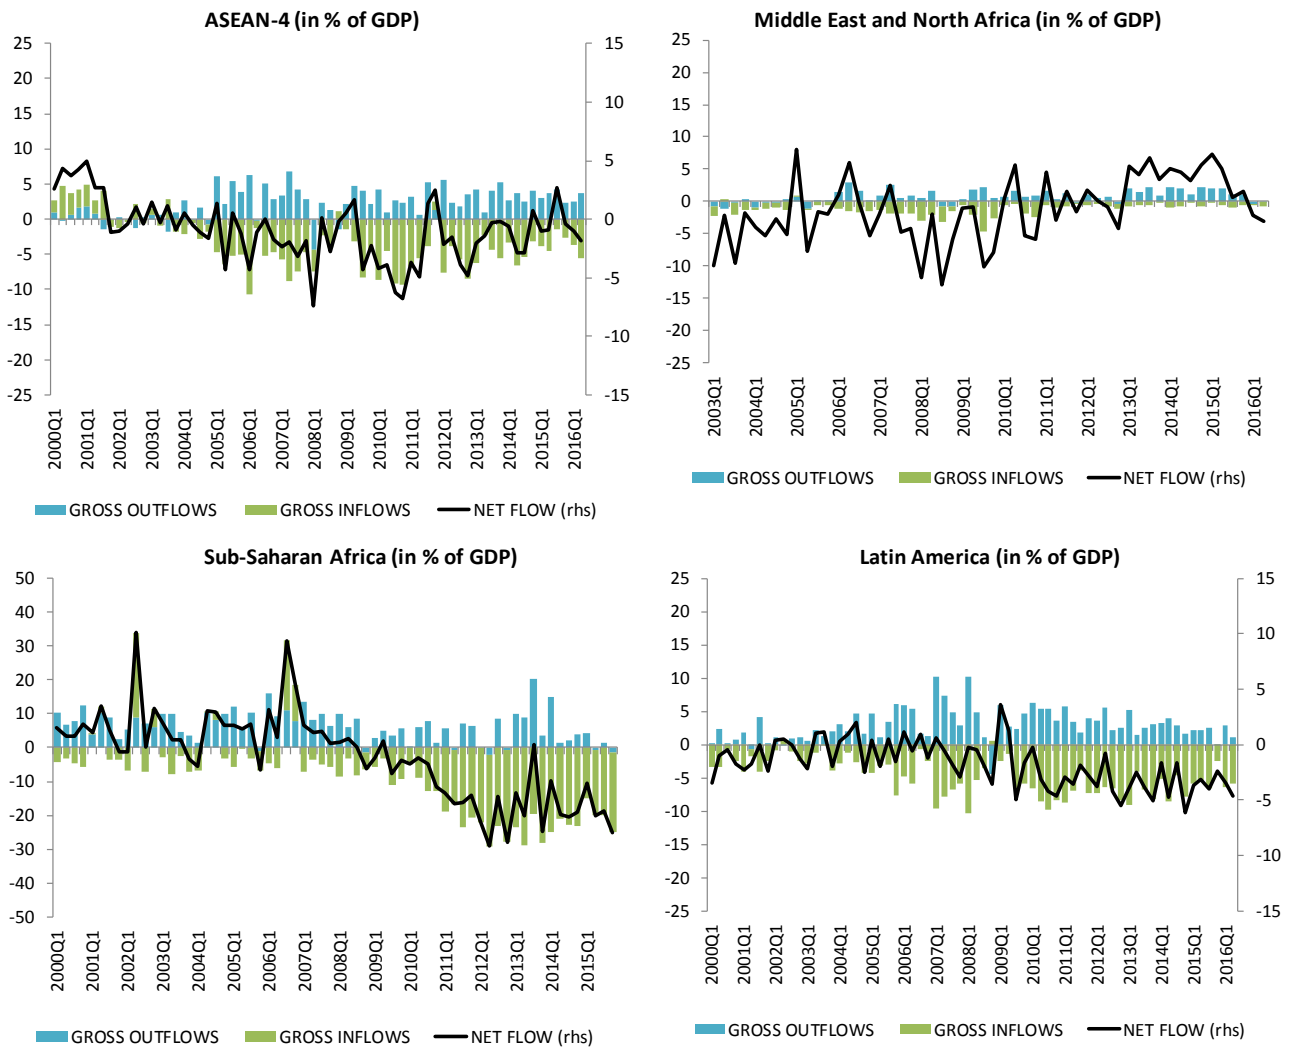 ASEAN-4 (in % of GDP)
25
20
15
10
5
0
-5
-10
-15
-20
-25
15
10
5
0
-5
-10
-15
2000Q1
2001Q1
2002Q1
2003Q1
2004Q1
2005Q1
2006Q1
2007Q1
2008Q1
2009Q1
2010Q1
2011Q1
2012Q1
2013Q1
2014Q1
2015Q1
2016Q1
GROSS OUTFLOWS GROSS INFLOWS NET FLOW (rhs)
Middle East and North Africa (in % of GDP)
25
20
15
10
5
0
-5
-10
-15
-20
-25
2003Q1
2004Q1
2005Q1
2006Q1
2007Q1
2008Q1
2009Q1
2010Q1
2011Q1
2012Q1
2013Q1
2014Q1
2015Q1
2016Q1
GROSS OUTFLOWS GROSS INFLOWS NET FLOW (rhs)
Sub-Saharan Africa (in % of GDP)
50
40
30
20
10
0
-10
-20
-30
-40
-50
2000Q1
2001Q1
2002Q1
2003Q1
2004Q1
2005Q1
2006Q1
2007Q1
2008Q1
2009Q1
2010Q1
2011Q1
2012Q1
2013Q1
2014Q1
2015Q1
GROSS OUTFLOWS GROSS INFLOWS NET FLOW
Latin America (in % of GDP)
25
20
15
10
5
0
-5
-10
-15
-20
-25
15
10
5
0
-5
-10
-15
2000Q1
2001Q1
2002Q1
2003Q1
2004Q1
2005Q1
2006Q1
2007Q1
2008Q1
2009Q1
2010Q1
2011Q1
2012Q1
2013Q1
2014Q1
2015Q1
2016Q1
GROSS OUTFLOWS GROSS INFLOWS NET FLOW (rhs)